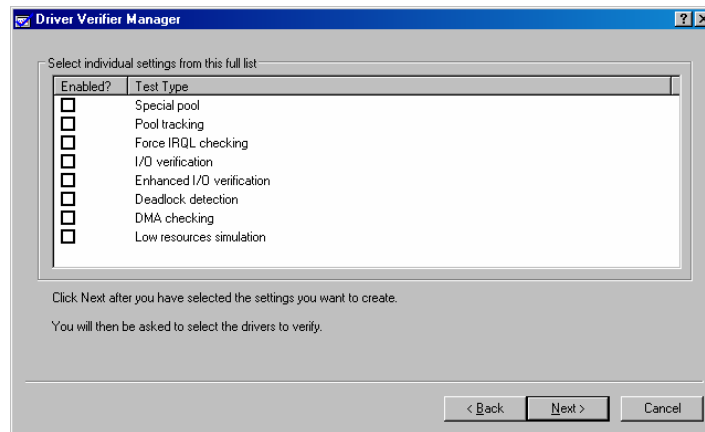 Driver Verifier Manager
Select individual settings from this full list
Enabled? Test Type
Special pool
Pool tracking
Force IRQL checking
I/O verification
Enhanced I/O verification
Deadlock detection
DMA checking
Low resources simulation
Click Next after you have selected the settings you want to create.
You will then be asked to select the drivers to verify.
< Back Next > Cancel